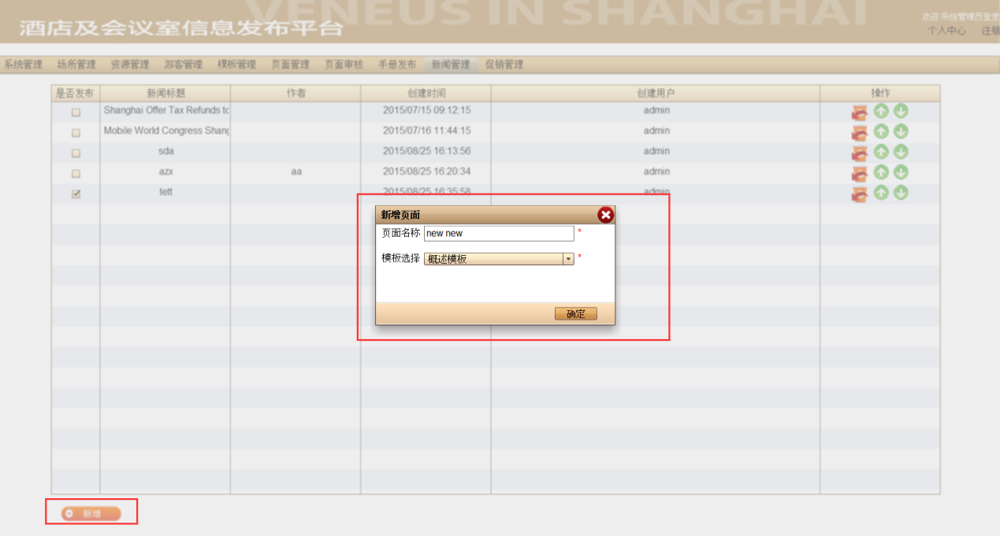 VENEUS IN SHANGHAI
酒店及会议室信息发布平台
欢迎 系统管理员登录
个人中心 注销
系统管理 场所管理 资源管理 游客管理 模板管理 页面管理 页面审核 手册发布 新闻管理 促销管理
是否发布 新闻标题 作者 创建时间 创建用户 操作
Shanghai Offer Tax Refunds to 2015/07/15 09:12:15 admin
Mobile World Congress Shang 2015/07/16 11:44:15 admin
sda 2015/08/25 16:13:56 admin
azx aa 2015/08/25 16:20:34 admin
tett 2015/08/25 16:35:58 admin
新增页面
页面名称 new new *
模板选择 概述模板 *
确定
新增